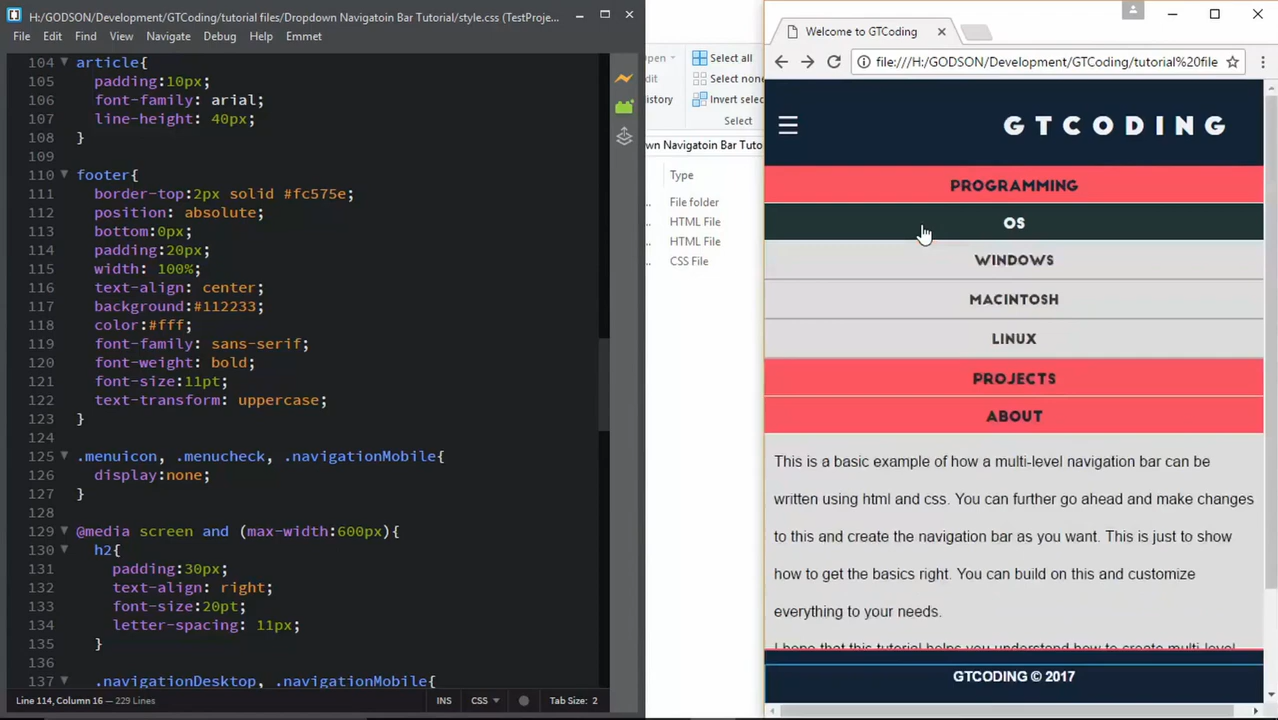 H:/GODSON/Development/GTCoding/tutorial files/Dropdown Navigatoin Bar Tutorial/style.css (TestProje...
File Edit Find View Navigate Debug Help Emmet
104 article{
105 padding:10px;
106 font-family: arial;
107 line-height: 40px;
108 }
109
110 footer{
111 border-top:2px solid #fc575e;
112 position: absolute;
113 bottom:0px;
114 padding:20px;
115 width: 100%;
116 text-align: center;
117 background:#112233;
118 color:#fff;
119 font-family: sans-serif;
120 font-weight: bold;
121 font-size:11pt;
122 text-transform: uppercase;
123 }
124
125 .menuicon, .menucheck, .navigationMobile{
126 display:none;
127 }
128
129 @media screen and (max-width:600px){
130 h2{
131 padding:30px;
132 text-align: right;
133 font-size:20pt;
134 letter-spacing: 11px;
135 }
136
137 .navigationDesktop, .navigationMobile{
Line 114, Column 16 — 229 Lines
INS CSS Tab Size: 2
Select all
Select none
Invert selec
Select
wn Navigatoin Bar Tuto
Type
File folder
HTML File
HTML File
CSS File
Welcome to GTCoding
file:///H:/GODSON/Development/GTCoding/tutorial%20file
GTCODING
PROGRAMMING
OS
WINDOWS
MACINTOSH
LINUX
PROJECTS
ABOUT
This is a basic example of how a multi-level navigation bar can be
written using html and css. You can further go ahead and make changes
to this and create the navigation bar as you want. This is just to show
how to get the basics right. You can build on this and customize
everything to your needs.
I hope that this tutorial helps you understand how to create multi-level
GTCODING © 2017